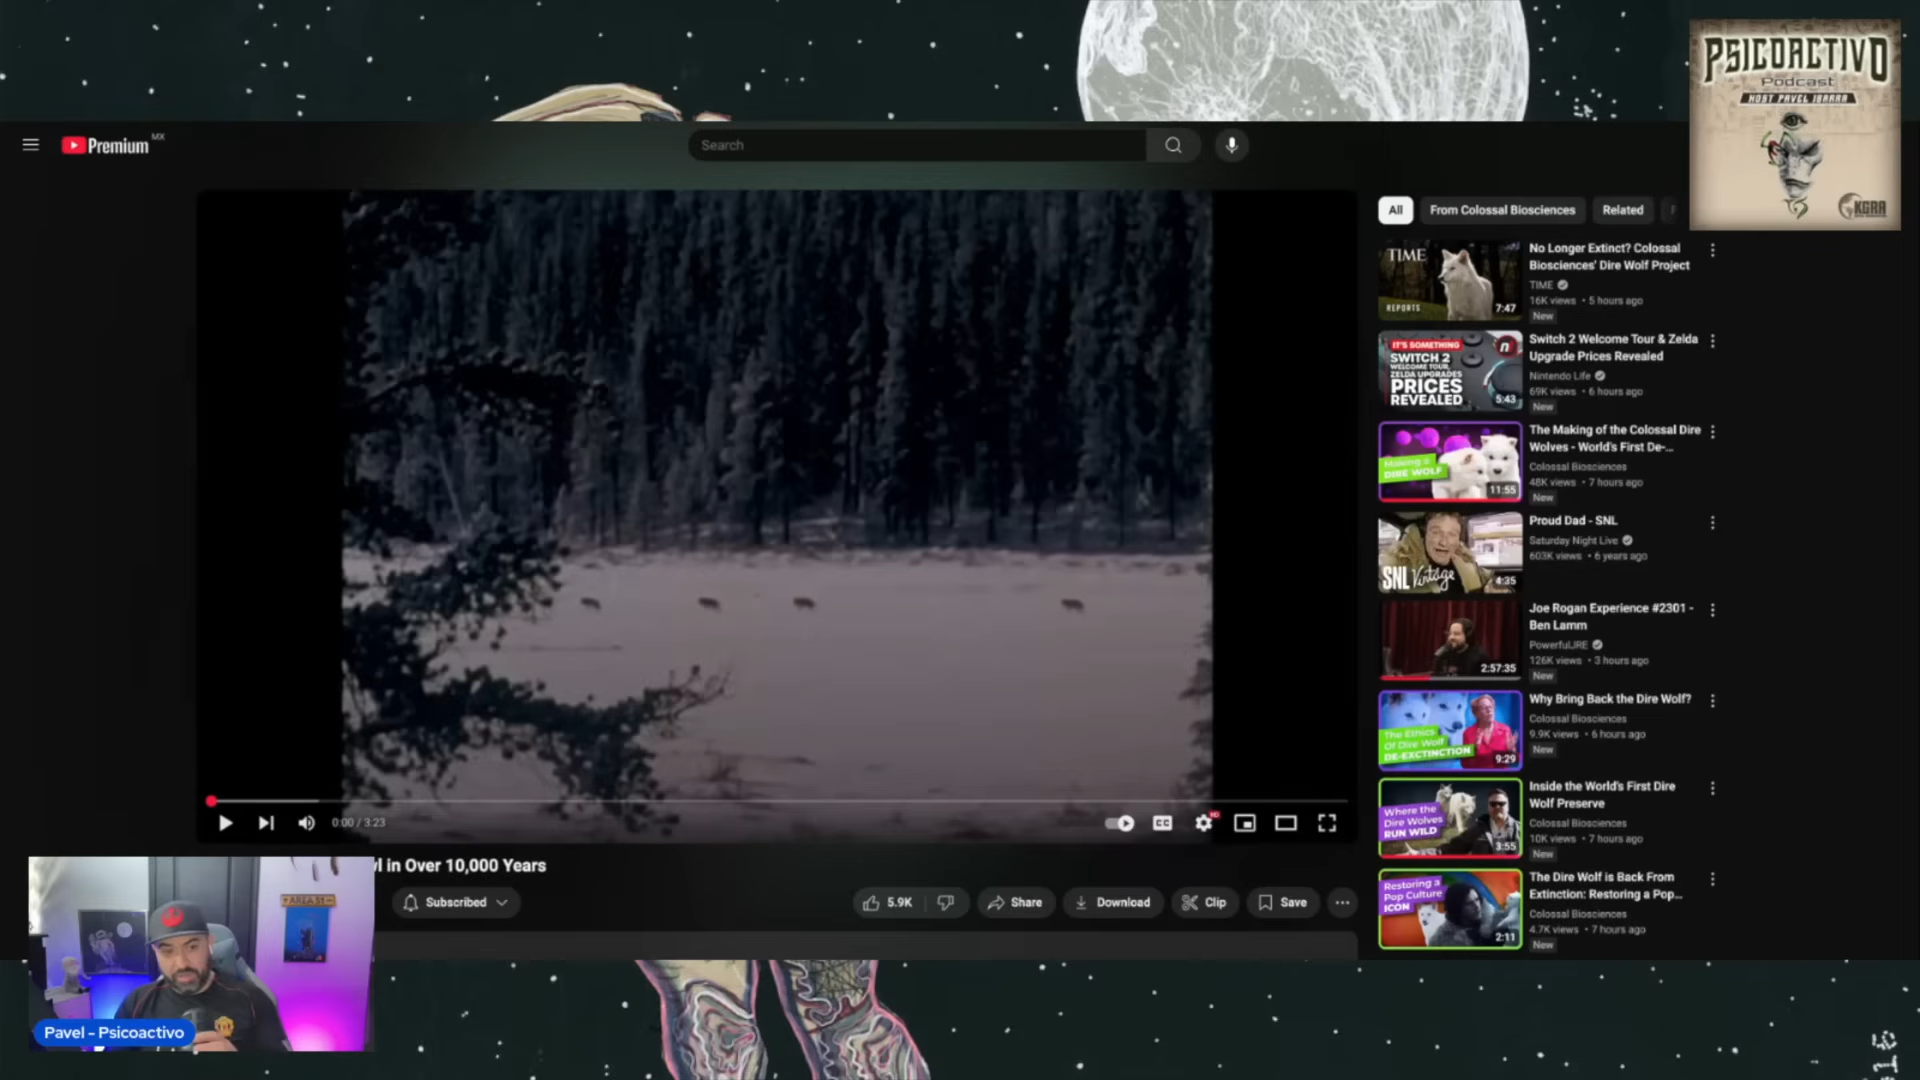 PSICOACTIVO
Podcast
HOST PAVEL IBARRA
KGRA
Premium MX
Search
All
From Colossal Biosciences
Related
TIME
REPORTS
7:47
No Longer Extinct? Colossal
Biosciences' Dire Wolf Project
TIME
16K views • 5 hours ago
New
IT'S SOMETHING
SWITCH 2
WELCOME TOUR,
ZELDA UPGRADES
PRICES
REVEALED
n
5:43
Switch 2 Welcome Tour & Zelda
Upgrade Prices Revealed
Nintendo Life
69K views • 6 hours ago
New
Making a
DIRE WOLF
11:55
The Making of the Colossal Dire
Wolves - World's First De-...
Colossal Biosciences
48K views • 7 hours ago
New
SNL Vintage
4:35
Proud Dad - SNL
Saturday Night Live
603K views • 6 years ago
2:57:35
Joe Rogan Experience #2301 -
Ben Lamm
PowerfulJRE
126K views • 3 hours ago
New
The Ethics
Of Dire Wolf
DE-EXCTINCTION
9:29
Why Bring Back the Dire Wolf?
Colossal Biosciences
9.9K views • 6 hours ago
New
Where the
Dire Wolves
RUN WILD
3:55
Inside the World's First Dire
Wolf Preserve
Colossal Biosciences
10K views • 7 hours ago
New
Restoring a
Pop Culture
ICON
2:11
The Dire Wolf is Back From
Extinction: Restoring a Pop...
Colossal Biosciences
4.7K views • 7 hours ago
New
0:00 / 3:23
CC
HD
l in Over 10,000 Years
Subscribed
5.9K
Share
Download
Clip
Save
AREA 51
Pavel - Psicoactivo